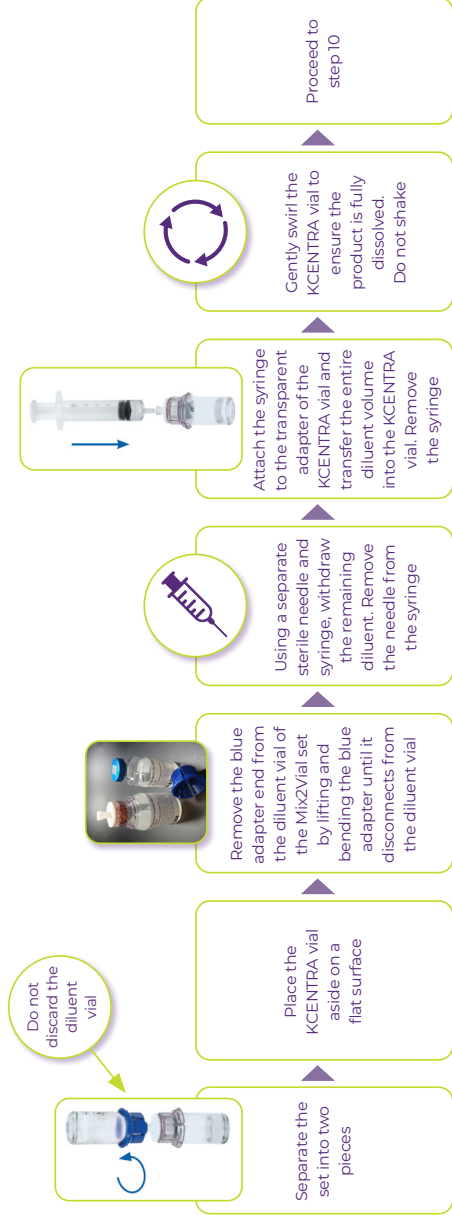 Do not
discard the
diluent
vial
Separate the
set into two
pieces
Place the
KCENTRA vial
aside on a
flat surface
Remove the blue
adapter end from
the diluent vial of
the Mix2Vial set
by lifting and
bending the blue
adapter until it
disconnects from
the diluent vial
Using a separate
sterile needle and
syringe, withdraw
the remaining
diluent. Remove
the needle from
the syringe
Attach the syringe
to the transparent
adapter of the
KCENTRA vial and
transfer the entire
diluent volume
into the KCENTRA
vial. Remove
the syringe
Gently swirl the
KCENTRA vial to
ensure the
product is fully
dissolved.
Do not shake
Proceed to
step 10